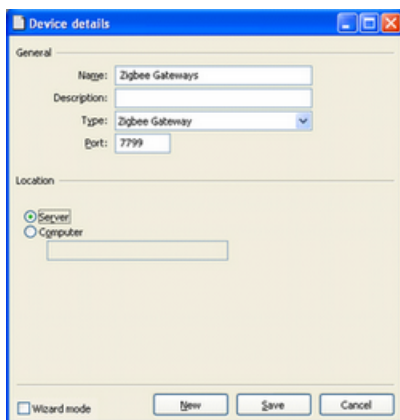 Device details
General
Name: Zigbee Gateways
Description:
Type: Zigbee Gateway
Port: 7799
Location
Server
Computer
Wizard mode New Save Cancel